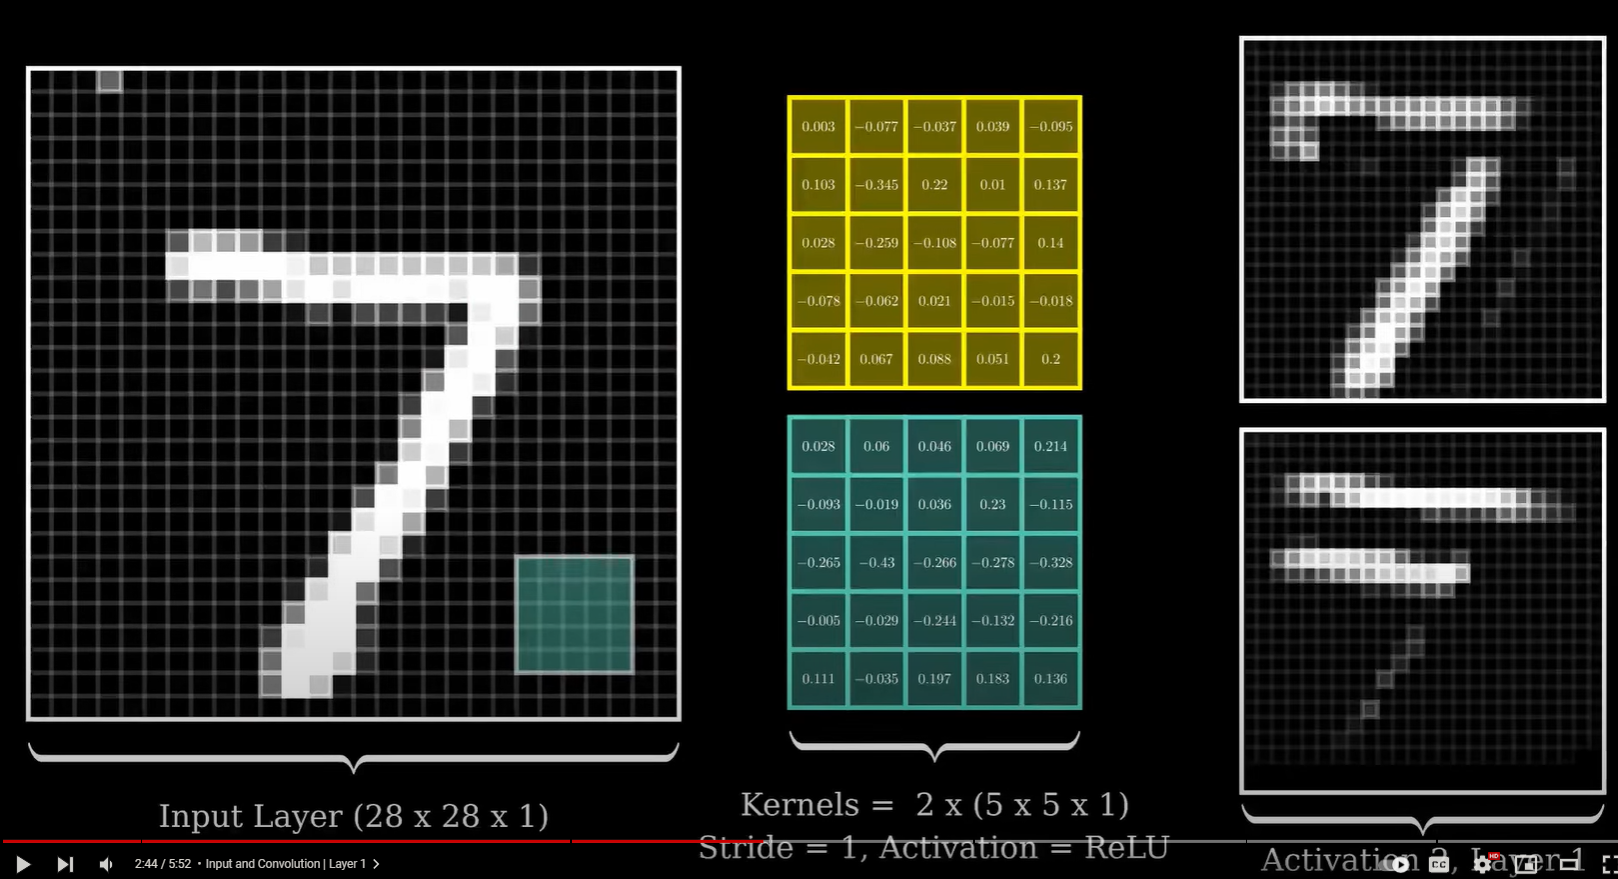 0.003 −0.077 −0.037 0.039 −0.095
0.103 −0.345 0.22 0.01 0.137
0.028 −0.259 −0.108 −0.077 0.14
−0.078 −0.062 0.021 −0.015 −0.018
−0.042 0.067 0.088 0.051 0.2
0.028 0.06 0.046 0.069 0.214
−0.093 −0.019 0.036 0.23 −0.115
−0.265 −0.43 −0.266 −0.278 −0.328
−0.005 −0.029 −0.244 −0.132 −0.216
0.111 −0.035 0.197 0.183 0.136
Input Layer (28 x 28 x 1)
Kernels = 2 x (5 x 5 x 1)
Stride = 1, Activation = ReLU
Activation 2, Layer 1
2:44 / 5:52 • Input and Convolution | Layer 1
CC
HD